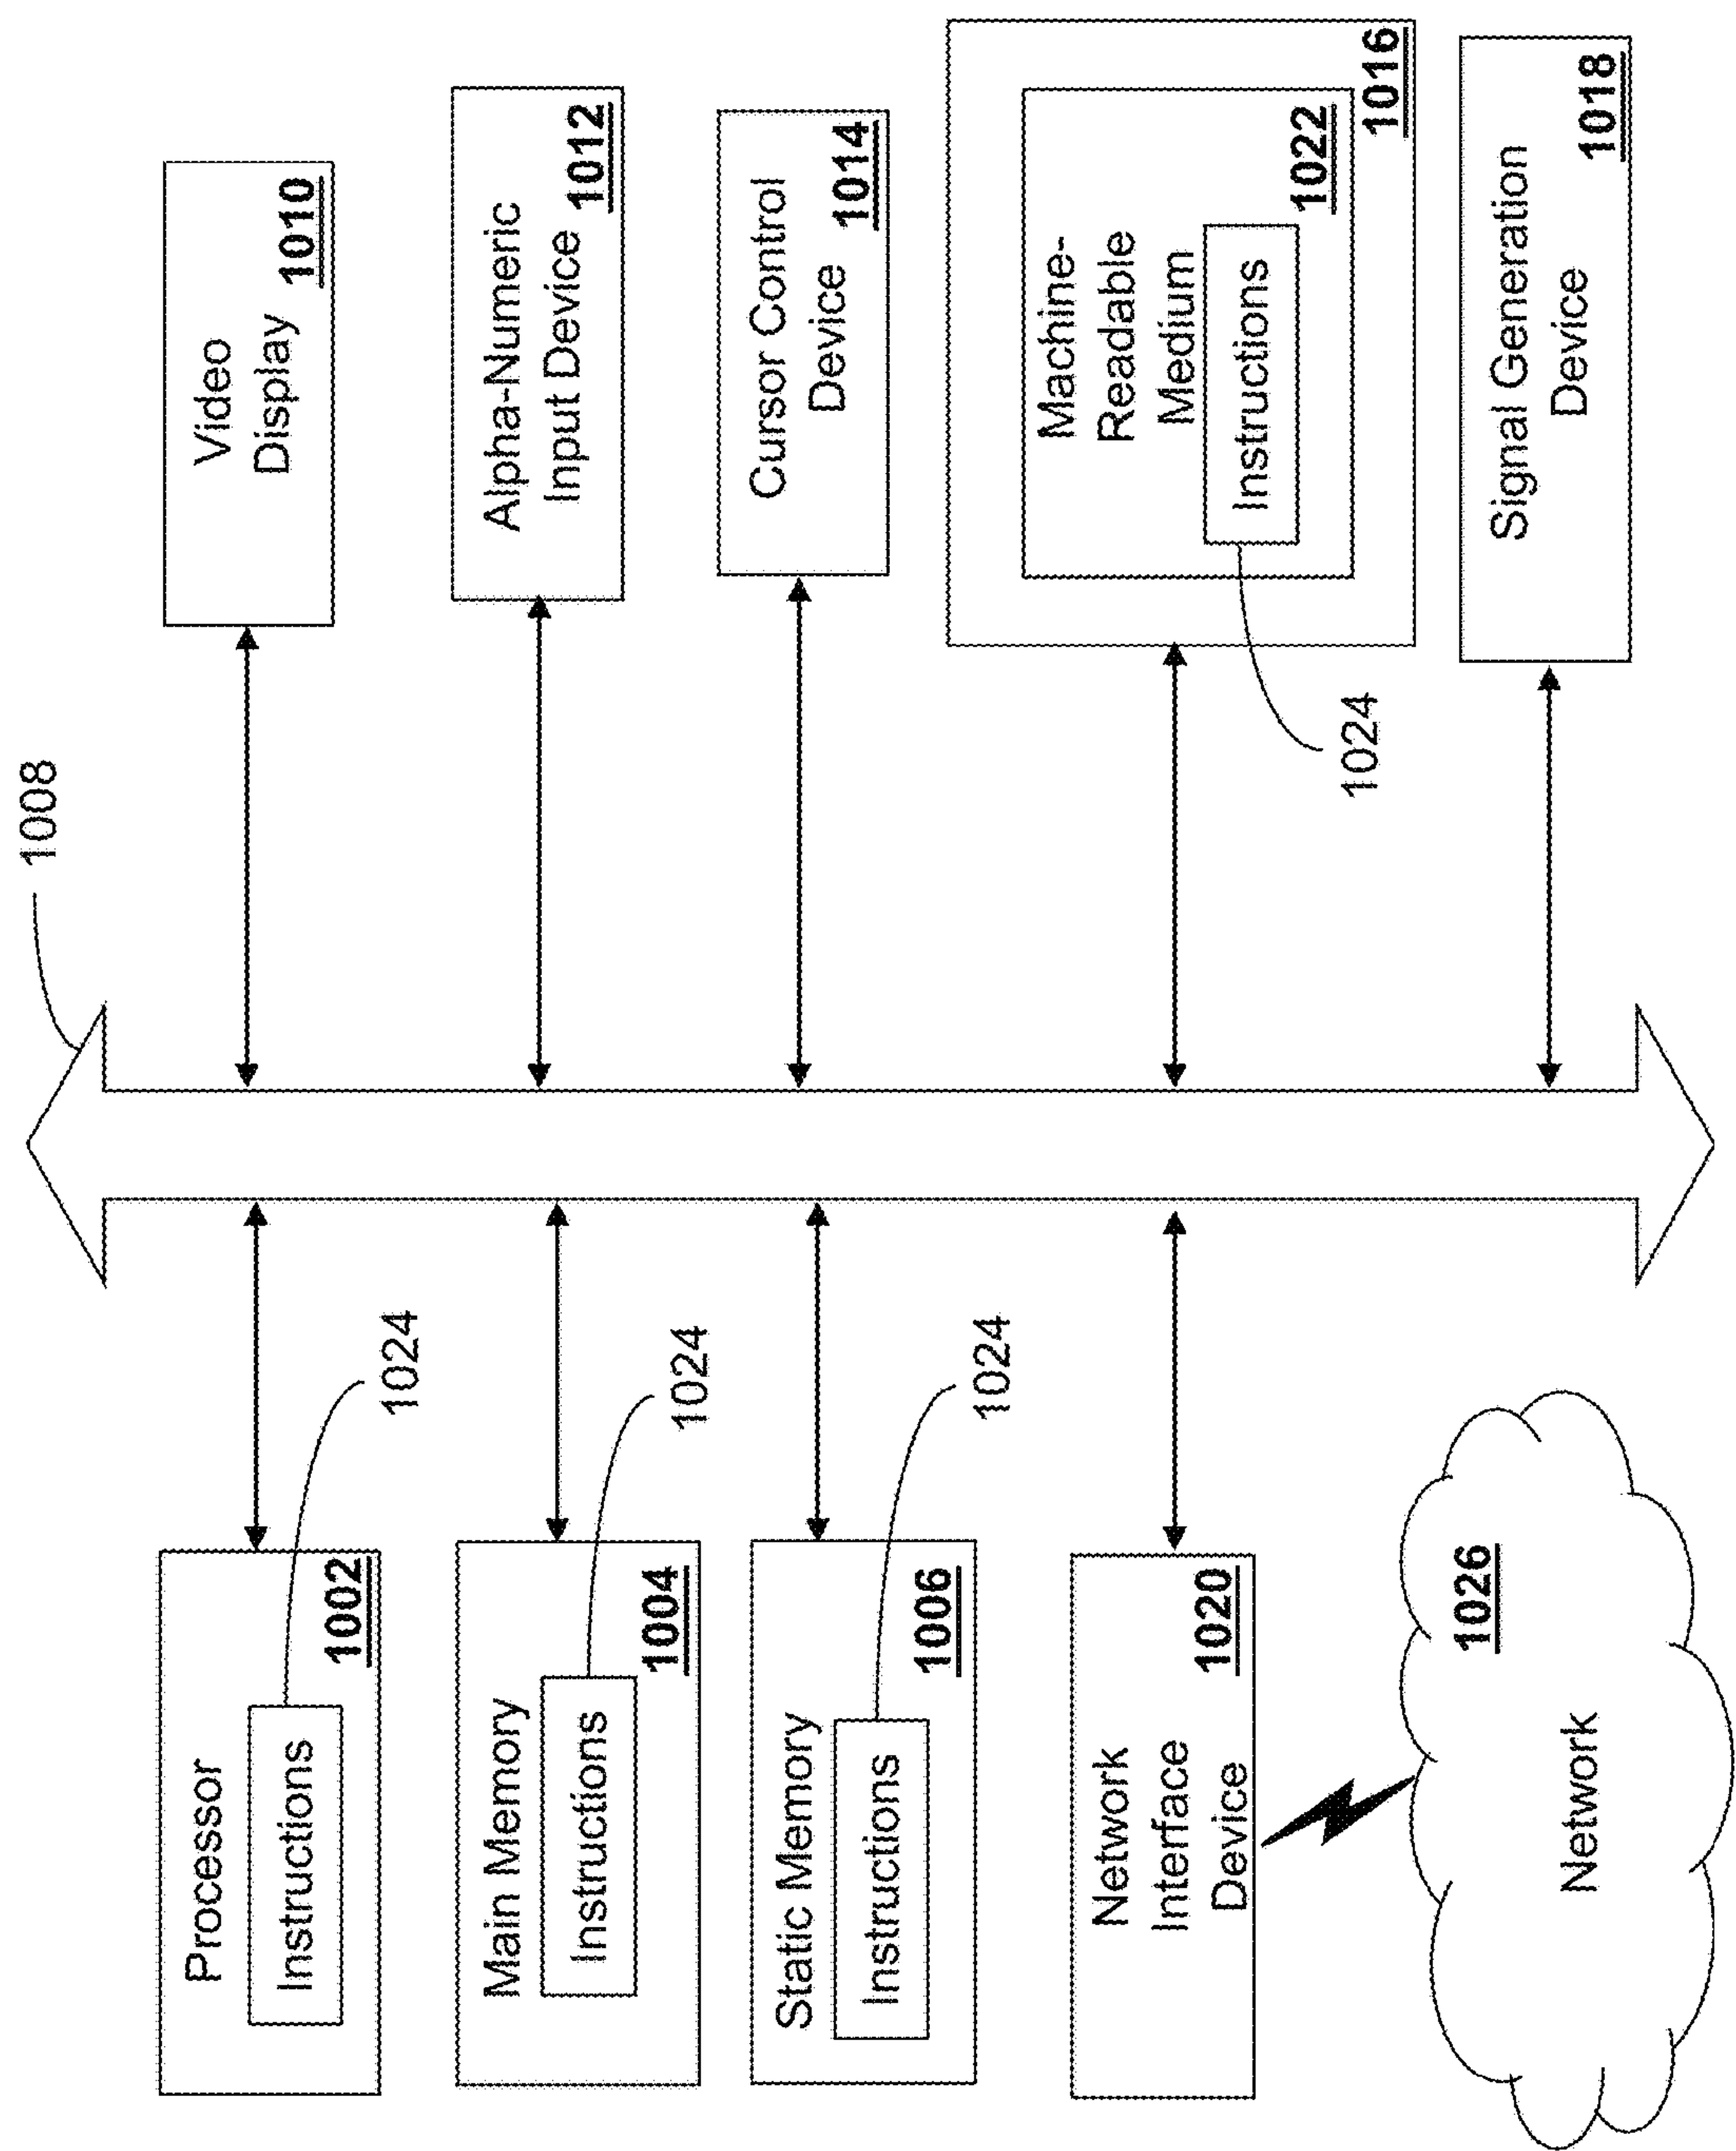 1008
Processor
Instructions
1002
1024
Main Memory
Instructions
1004
1024
Static Memory
Instructions
1006
1024
Network
Interface
Device
1020
Network
1026
Video
Display
1010
Alpha-Numeric
Input Device
1012
Cursor Control
Device
1014
Machine-
Readable
Medium
Instructions
1022
1016
1024
Signal Generation
Device
1018